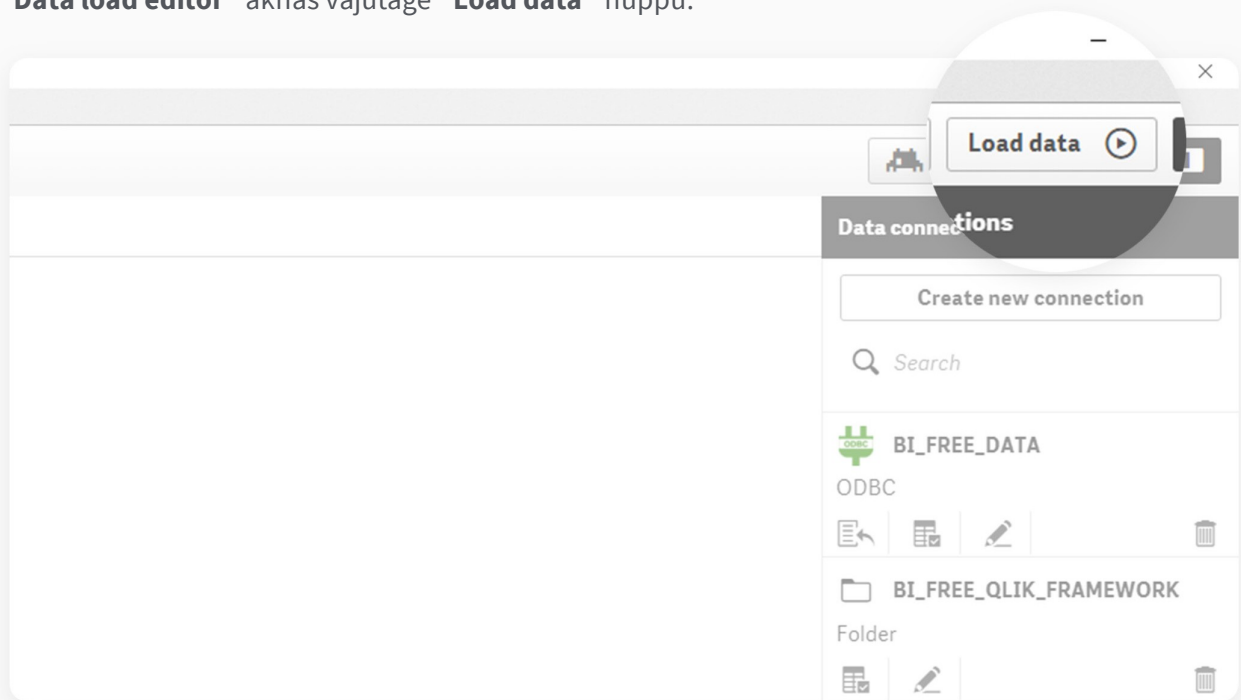 "Data load editor" aknas vajutage "Load data" nuppu.
Load data
Data connections
Create new connection
Search
ODBC
BI_FREE_DATA
ODBC
BI_FREE_QLIK_FRAMEWORK
Folder